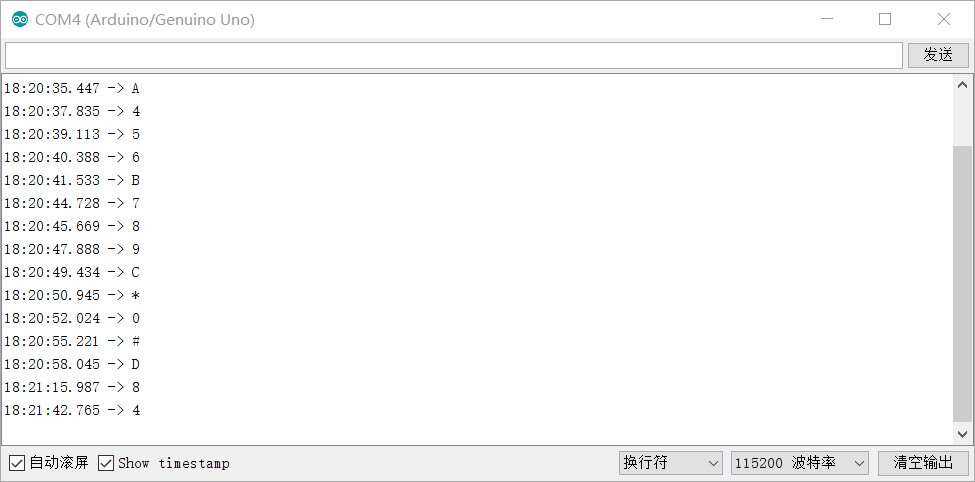 COM4 (Arduino/Genuino Uno)
发送
18:20:35.447 -> A
18:20:37.835 -> 4
18:20:39.113 -> 5
18:20:40.388 -> 6
18:20:41.533 -> B
18:20:44.728 -> 7
18:20:45.669 -> 8
18:20:47.888 -> 9
18:20:49.434 -> C
18:20:50.945 -> *
18:20:52.024 -> 0
18:20:55.221 -> #
18:20:58.045 -> D
18:21:15.987 -> 8
18:21:42.765 -> 4
自动滚屏 Show timestamp 换行符 115200 波特率 清空输出